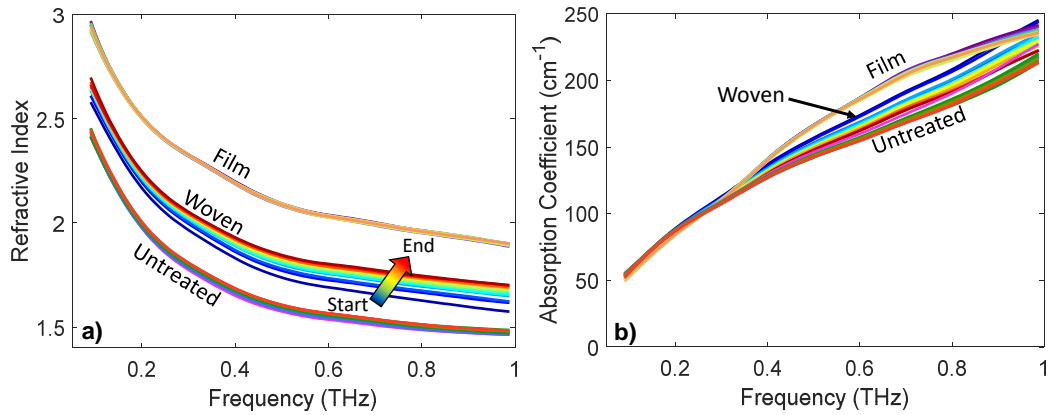 3
2.5
2
1.5
Refractive Index
Film
Woven
Untreated
End
Start
a)
0.2
0.4
0.6
0.8
1
Frequency (THz)
250
200
150
100
50
0
Absorption Coefficient (cm⁻¹)
Film
Woven
Untreated
b)
0.2
0.4
0.6
0.8
1
Frequency (THz)